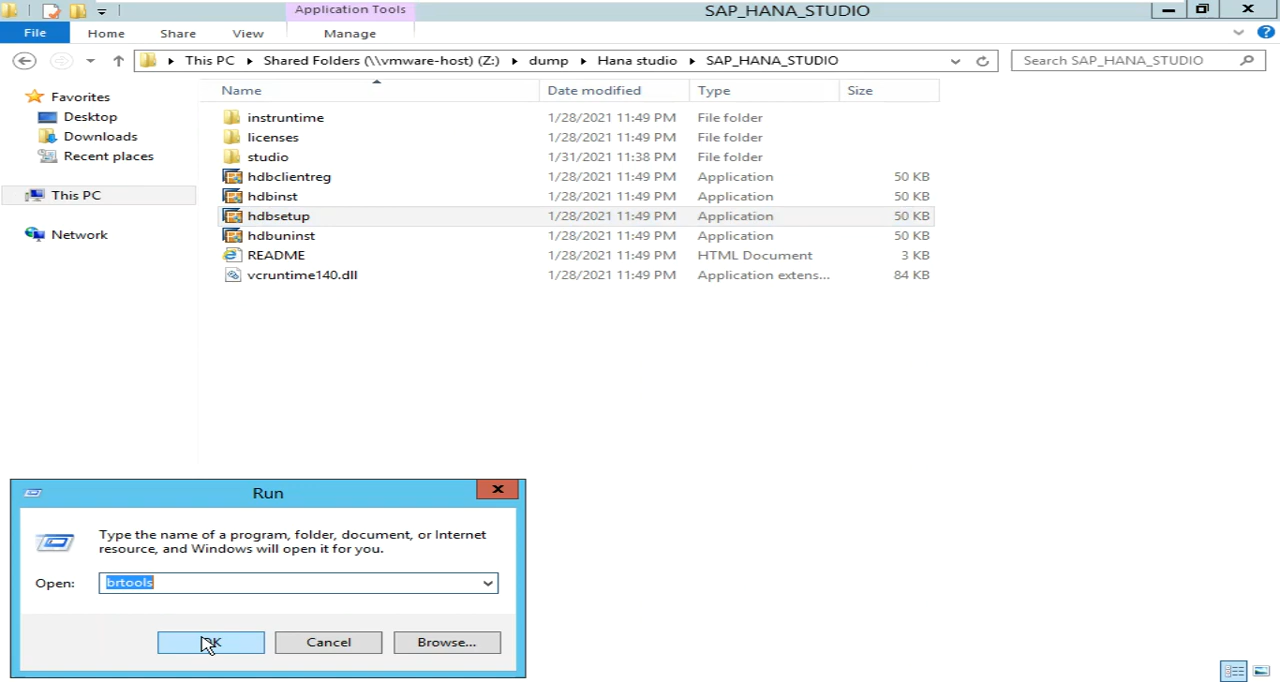 Application Tools
SAP_HANA_STUDIO
File Home Share View Manage
This PC Shared Folders (\\vmware-host) (Z:) dump Hana studio SAP_HANA_STUDIO
Search SAP_HANA_STUDIO
Favorites
Desktop
Downloads
Recent places
This PC
Network
Name Date modified Type Size
instruntime 1/28/2021 11:49 PM File folder
licenses 1/28/2021 11:49 PM File folder
studio 1/31/2021 11:38 PM File folder
hdbclientreg 1/28/2021 11:49 PM Application 50 KB
hdbinst 1/28/2021 11:49 PM Application 50 KB
hdbsetup 1/28/2021 11:49 PM Application 50 KB
hdbuninst 1/28/2021 11:49 PM Application 50 KB
README 1/28/2021 11:49 PM HTML Document 3 KB
vcruntime140.dll 1/28/2021 11:49 PM Application extens... 84 KB
Run
Type the name of a program, folder, document, or Internet
resource, and Windows will open it for you.
Open: brtools
OK Cancel Browse...